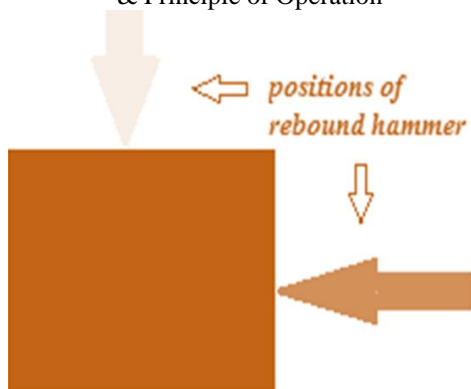 & Principle of Operation
positions of
rebound hammer